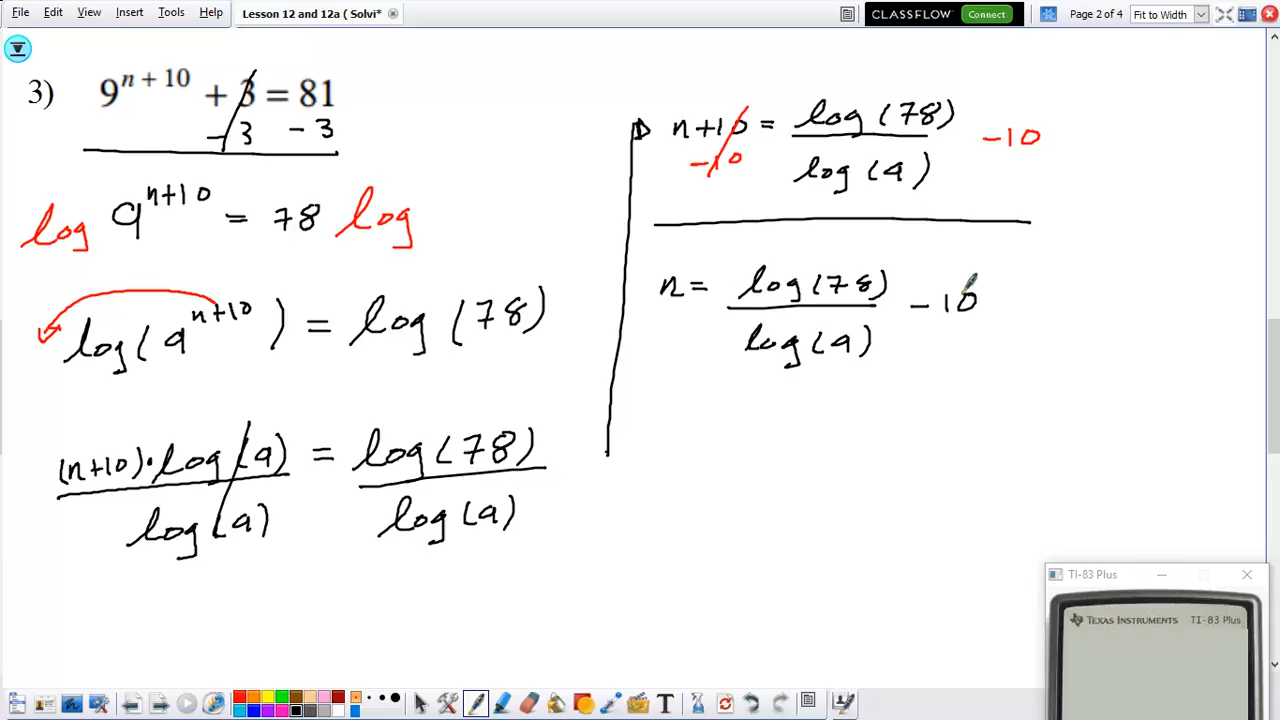 File Edit View Insert Tools Help Lesson 12 and 12a ( Solvi* CLASSFLOW Connect Page 2 of 4 Fit to Width
3) 9^{n + 10} + 3 = 81
- 3 - 3
log 9^{n+10} = 78 log
log(9^{n+10}) = log(78)
(n+10)·log(9) = log(78)
log(9) log(9)
n+10 = log(78) -10
-10 log(9)
n = log(78) - 10
log(9)
TI-83 Plus
TEXAS INSTRUMENTS TI-83 Plus
T